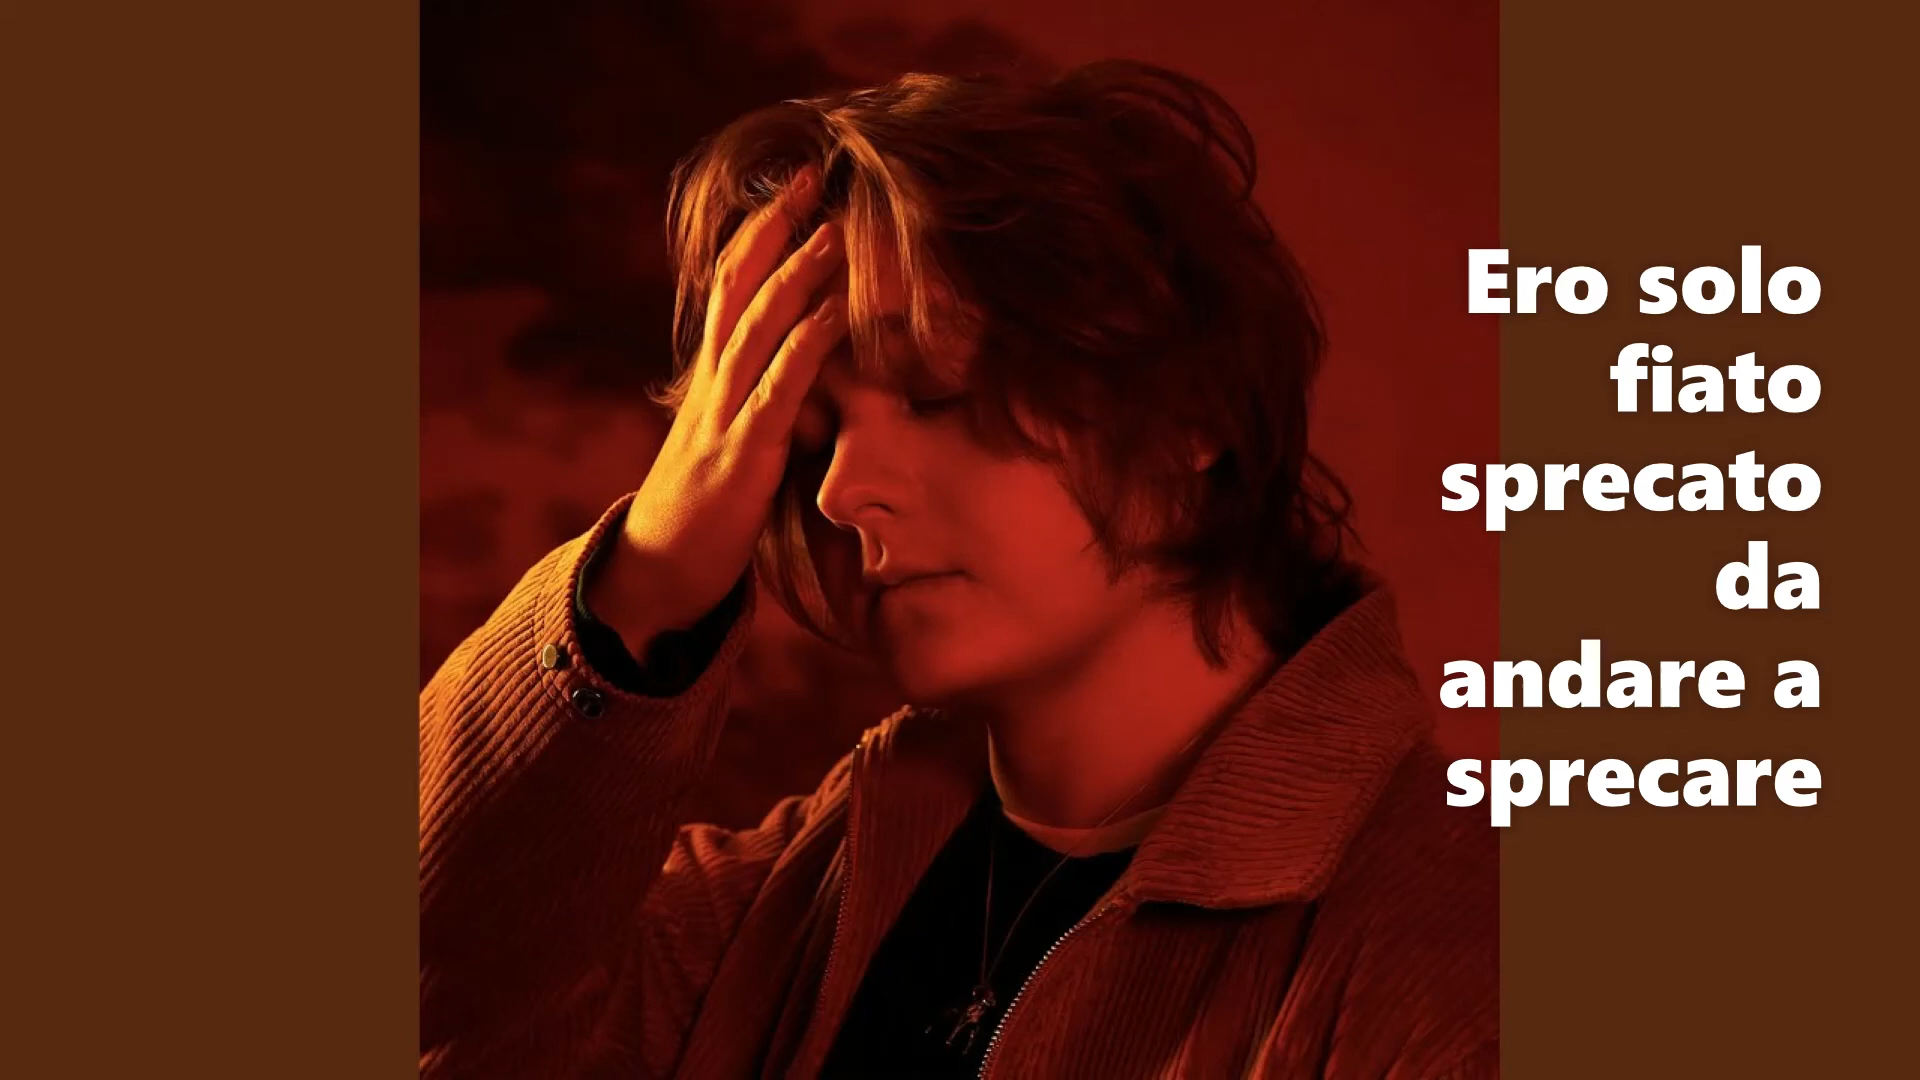 Ero solo
fiato
sprecato
da
andare a
sprecare